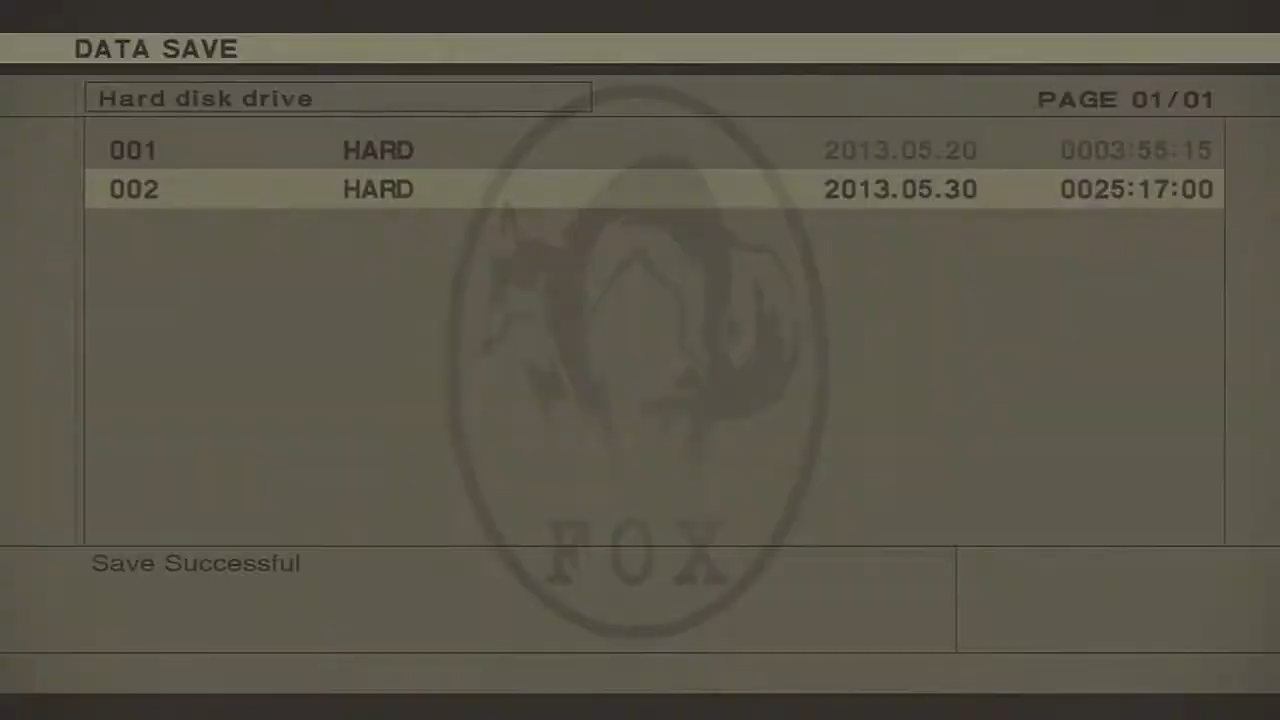 DATA SAVE
Hard disk drive PAGE 01/01
001 HARD 2013.05.20 0003:55:15
002 HARD 2013.05.30 0025:17:00
FOX
Save Successful